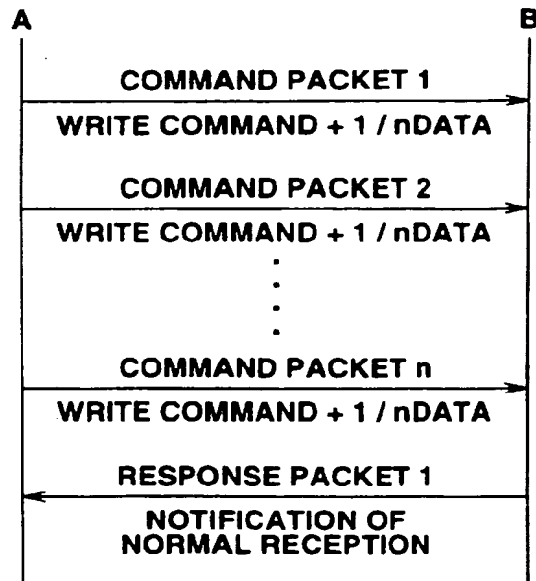 A B
COMMAND PACKET 1
WRITE COMMAND + 1 / nDATA
COMMAND PACKET 2
WRITE COMMAND + 1 / nDATA
COMMAND PACKET n
WRITE COMMAND + 1 / nDATA
RESPONSE PACKET 1
NOTIFICATION OF
NORMAL RECEPTION